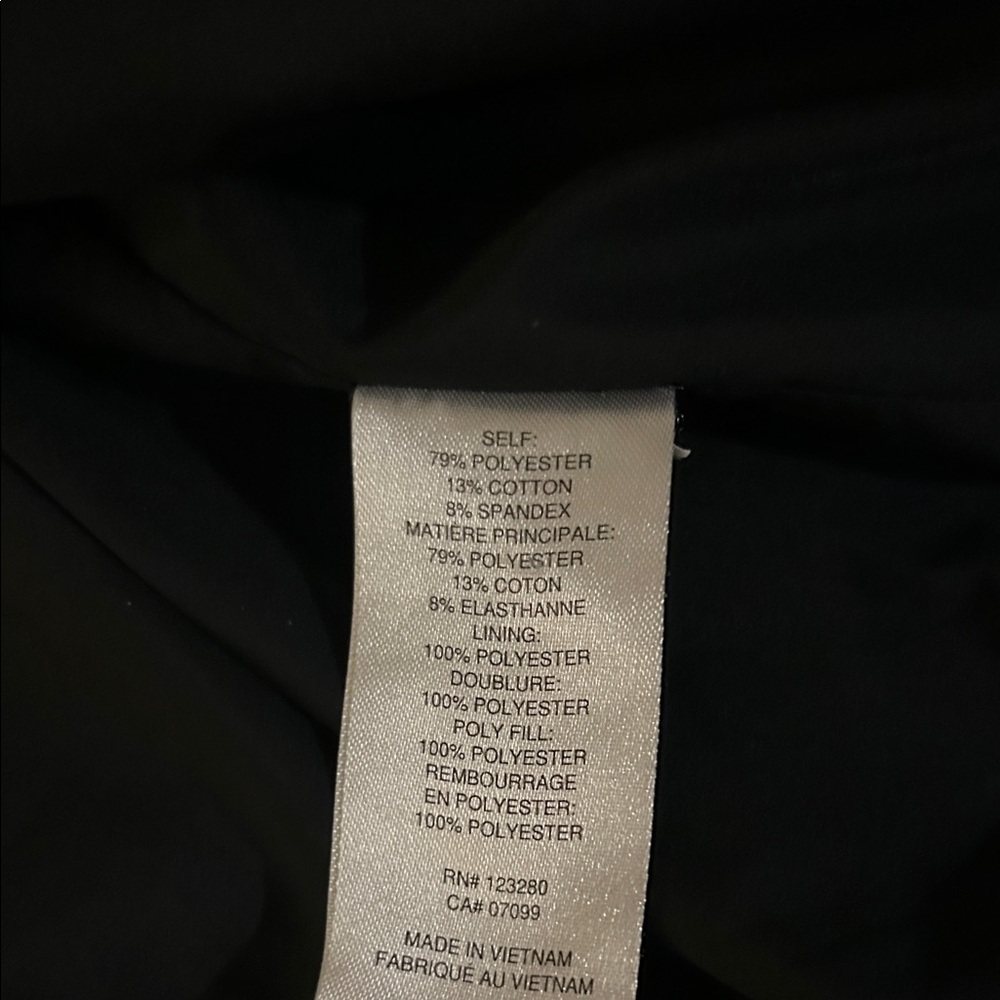 SELF:
79% POLYESTER
13% COTTON
8% SPANDEX
MATIÈRE PRINCIPALE:
79% POLYESTER
13% COTON
8% ELASTHANNE
LINING:
100% POLYESTER
DOUBLURE:
100% POLYESTER
POLY FILL:
100% POLYESTER
REMBOURRAGE
EN POLYESTER:
100% POLYESTER
RN# 123280
CA# 07099
MADE IN VIETNAM
FABRIQUÉ AU VIETNAM